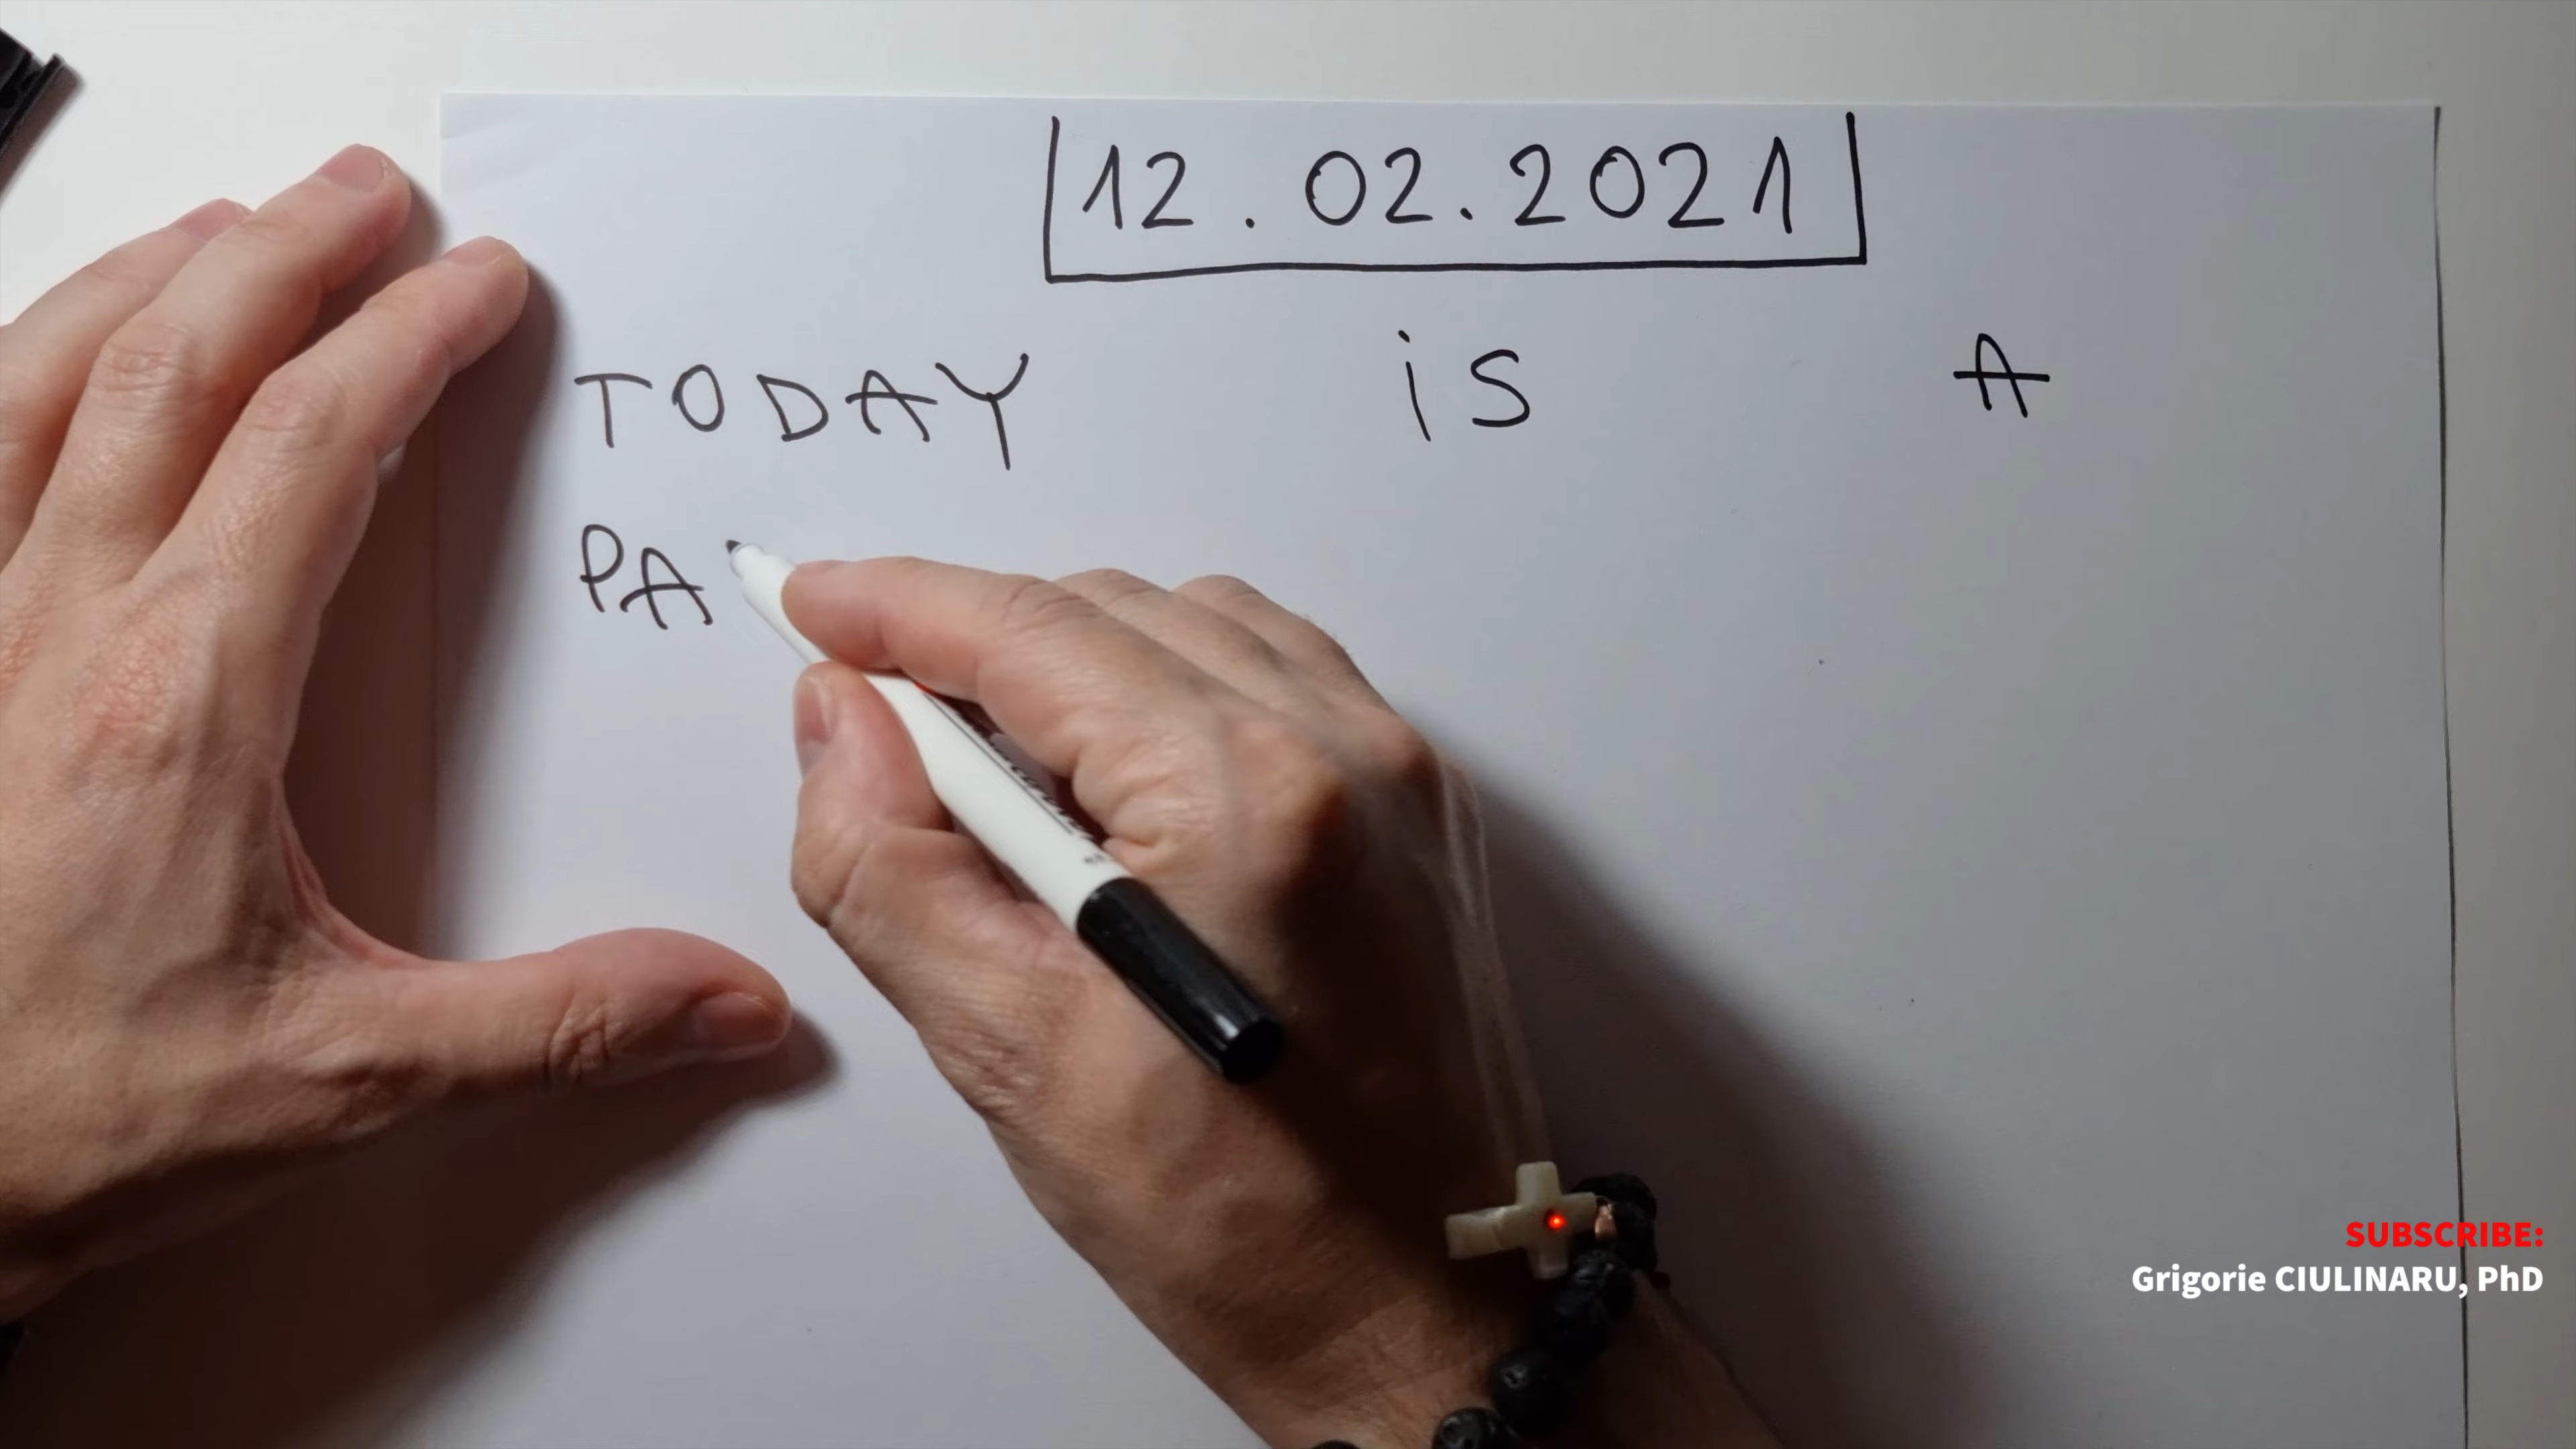 12.02.2021
TODAY is A
PA
SUBSCRIBE:
Grigorie CIULINARU, PhD